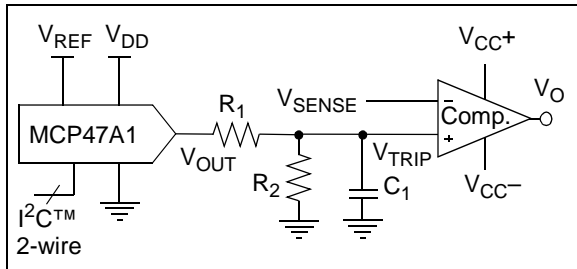 VREF VDD
VCC+
VO
R1
VSENSE
−
Comp.
MCP47A1
+
VOUT
VTRIP
R2
C1
VCC−
I²C™
2-wire